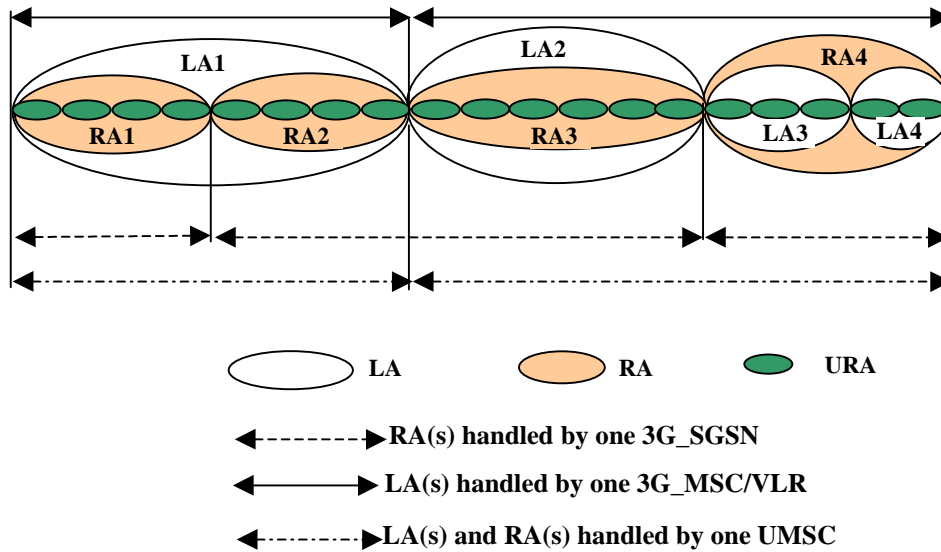 LA1
LA2
RA4
RA1
RA2
RA3
LA3
LA4
LA
RA
URA
RA(s) handled by one 3G_SGSN
LA(s) handled by one 3G_MSC/VLR
LA(s) and RA(s) handled by one UMSC